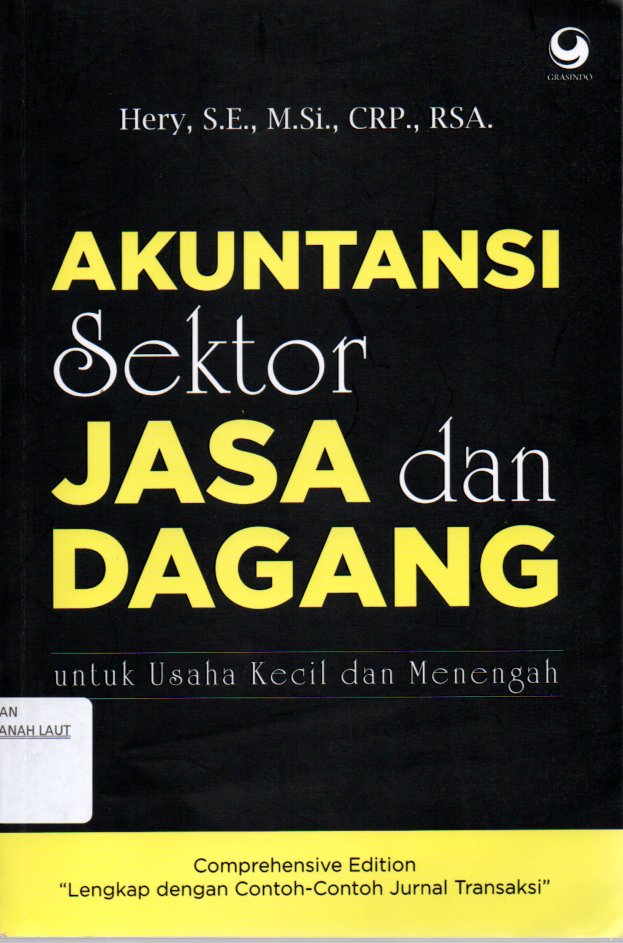 GRASINDO
Hery, S.E., M.Si., CRP., RSA.
AKUNTANSI
Sektor
JASA dan
DAGANG
untuk Usaha Kecil dan Menengah
AN
ANAH LAUT
Comprehensive Edition
“Lengkap dengan Contoh-Contoh Jurnal Transaksi”